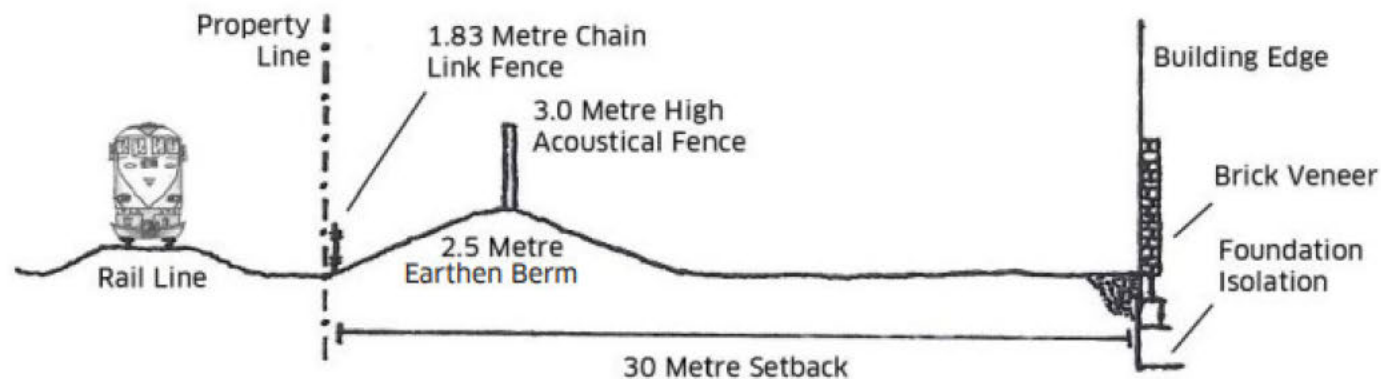 Property
Line
1.83 Metre Chain
Link Fence
Building Edge
3.0 Metre High
Acoustical Fence
Brick Veneer
2.5 Metre
Earthen Berm
Foundation
Isolation
Rail Line
30 Metre Setback